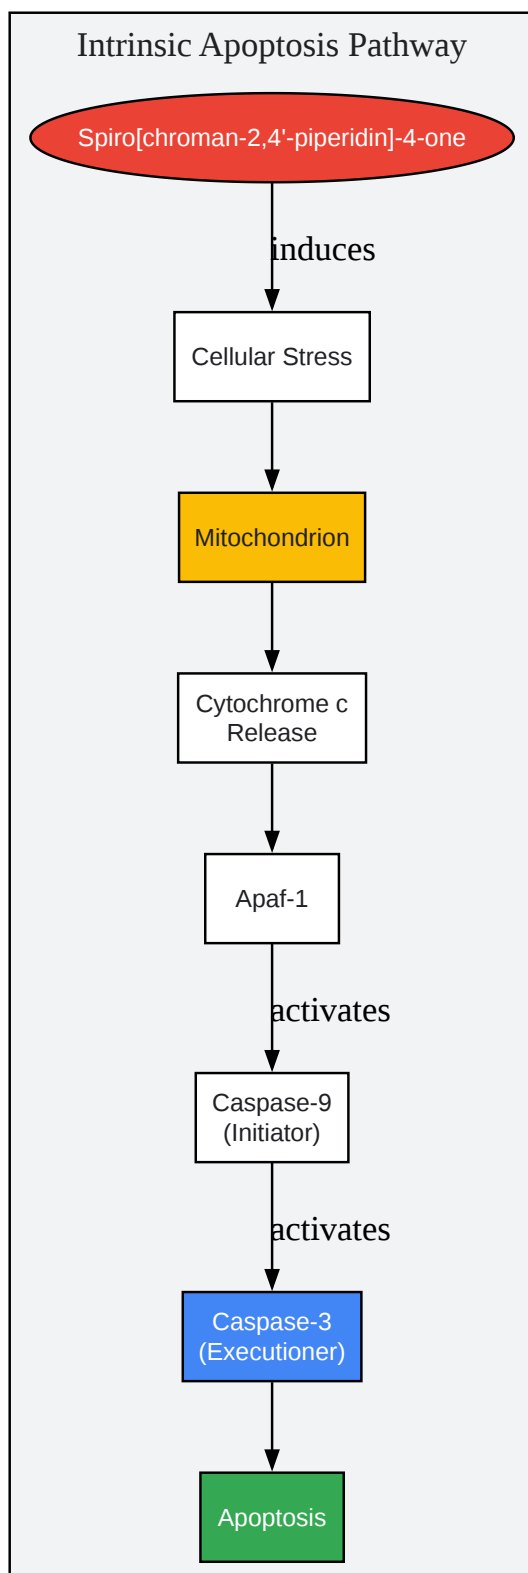 Intrinsic Apoptosis Pathway
Spiro[chroman-2,4'-piperidin]-4-one
induces
Cellular Stress
Mitochondrion
Cytochrome c
Release
Apaf-1
activates
Caspase-9
(Initiator)
activates
Caspase-3
(Executioner)
Apoptosis